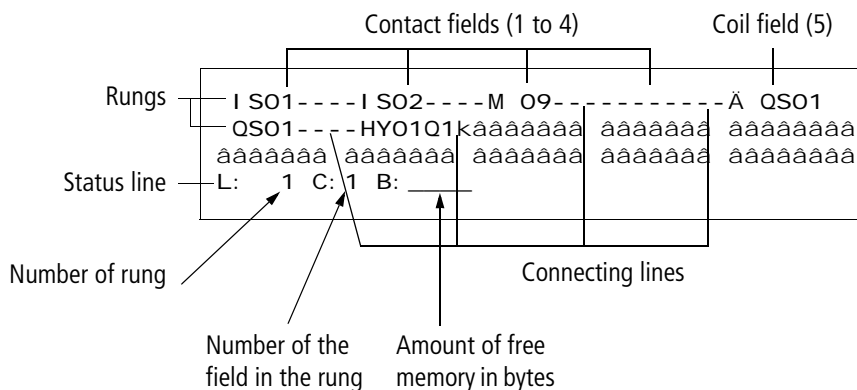 Contact fields (1 to 4)
Coil field (5)
Rungs
I S01----I S02----M 09-----------Ä QS01
QS01----HY01Q1kâââââââ âââââââ ââââââââ
âââââââ âââââââ âââââââ âââââââ ââââââââ
Status line
L: 1 C: 1 B: ______
Number of rung
Connecting lines
Number of the
field in the rung
Amount of free
memory in bytes